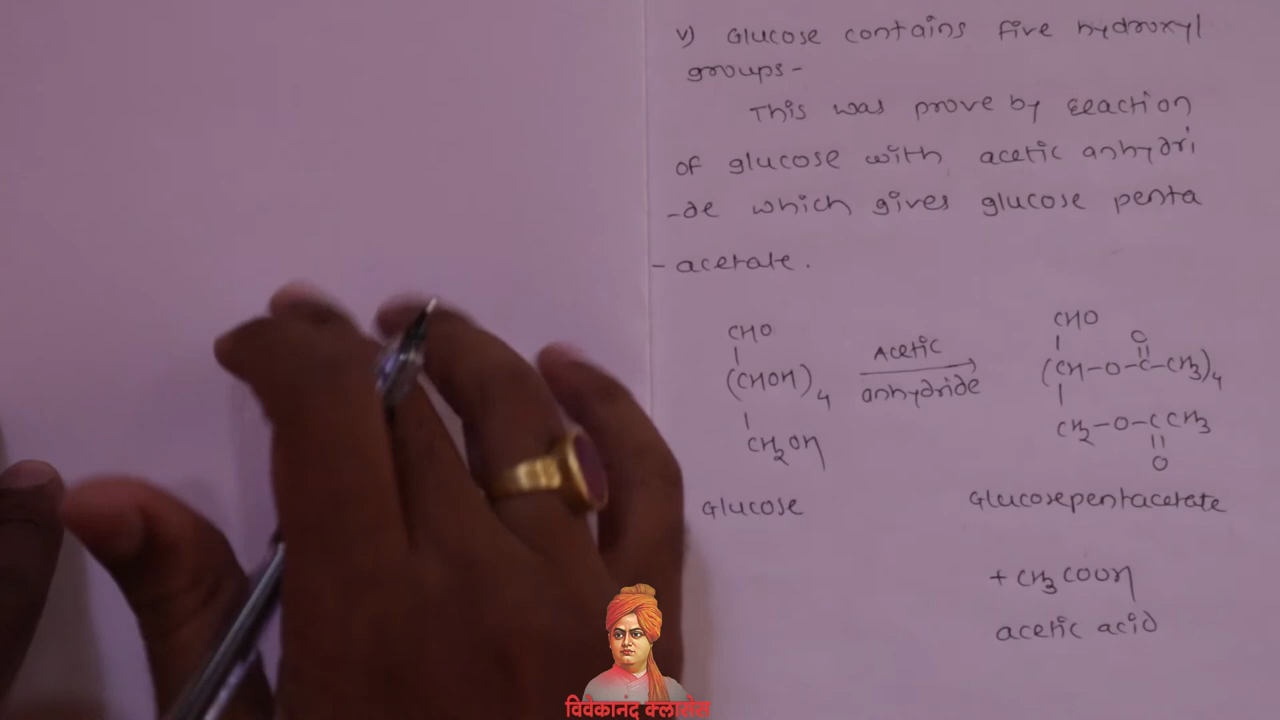 v) Glucose contains five hydroxyl
groups-
This was prove by reaction
of glucose with acetic anhydri
-de which gives glucose penta
-acetate.
CHO
(CHOH)4
CH2OH
Glucose
Acetic
anhydride
CHO
O
(CH-O-C-CH3)4
CH2-O-CCH3
O
Glucosepentacetate
+ CH3COOH
acetic acid
विवेकानंद क्लासेस